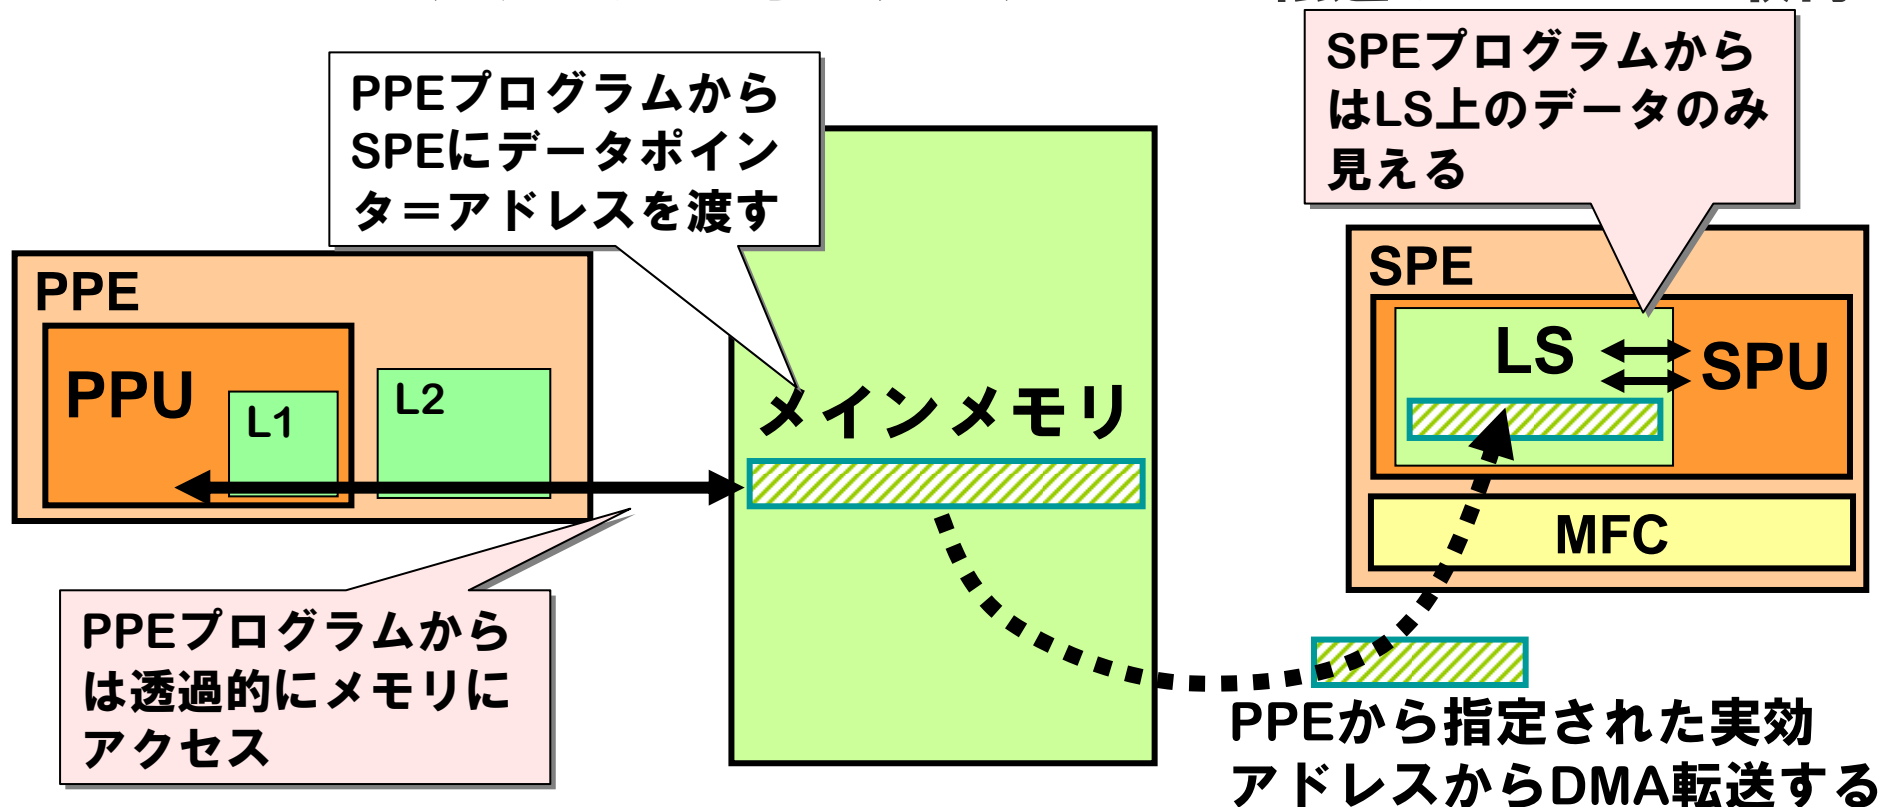 PPEプログラムから
SPEにデータポイン
タ＝アドレスを渡す
SPEプログラムから
はLS上のデータのみ
見える
PPE
PPU
L1
L2
メインメモリ
SPE
LS
SPU
MFC
PPEプログラムから
は透過的にメモリに
アクセス
PPEから指定された実効
アドレスからDMA転送する